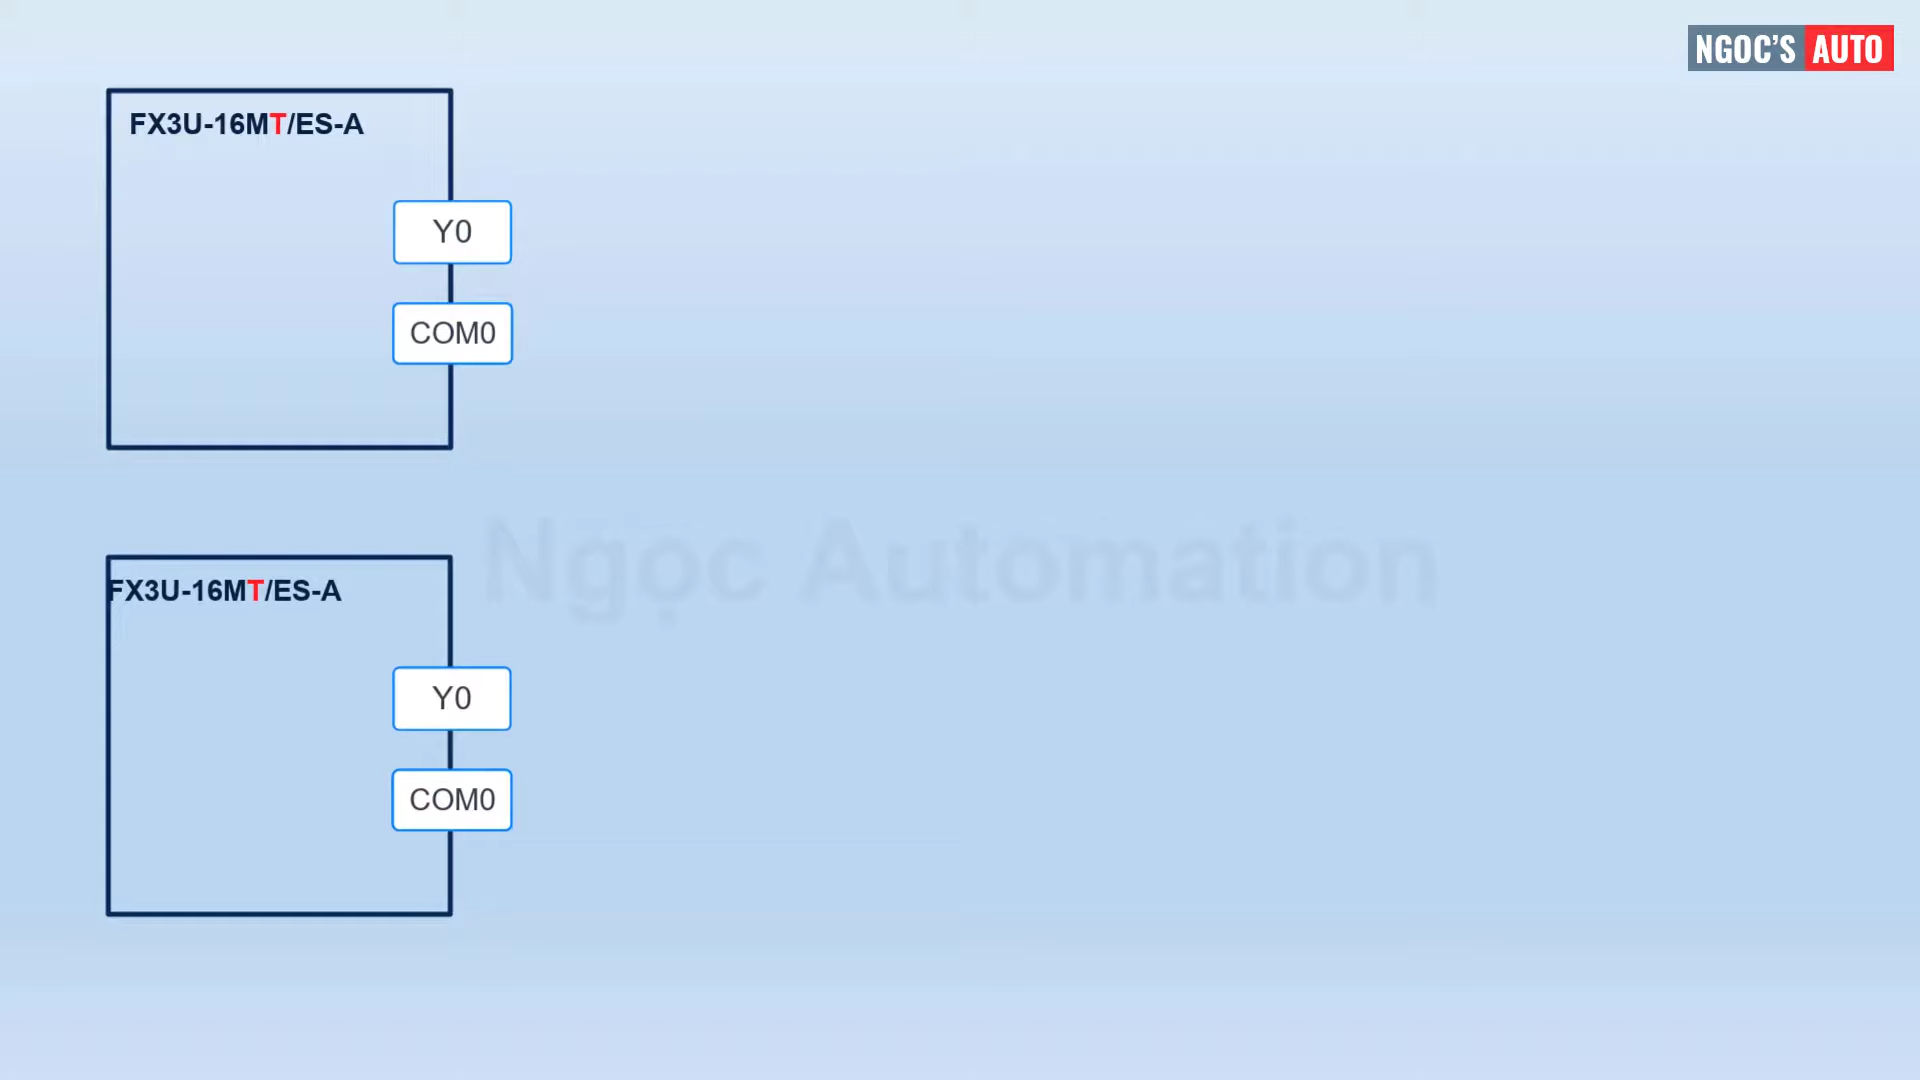 NGOC'S AUTO
FX3U-16MT/ES-A
Y0
COM0
Ngọc Automation
FX3U-16MT/ES-A
Y0
COM0